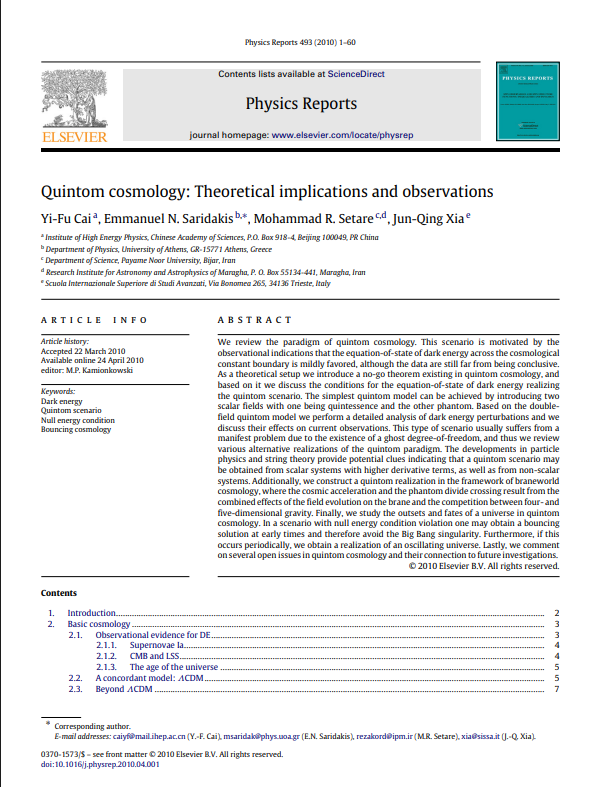 Physics Reports 493 (2010) 1–60
Contents lists available at ScienceDirect
Physics Reports
journal homepage: www.elsevier.com/locate/physrep
ELSEVIER
PHYSICS REPORTS
Quintom cosmology: Theoretical implications and observations
Yi-Fu Cai a, Emmanuel N. Saridakis b,*, Mohammad R. Setare c,d, Jun-Qing Xia e
a Institute of High Energy Physics, Chinese Academy of Sciences, P.O. Box 918-4, Beijing 100049, PR China
b Department of Physics, University of Athens, GR-15771 Athens, Greece
c Department of Science, Payame Noor University, Bijar, Iran
d Research Institute for Astronomy and Astrophysics of Maragha, P. O. Box 55134-441, Maragha, Iran
e Scuola Internazionale Superiore di Studi Avanzati, Via Bonomea 265, 34136 Trieste, Italy
ARTICLE INFO
Article history:
Accepted 22 March 2010
Available online 24 April 2010
editor: M.P. Kamionkowski
Keywords:
Dark energy
Quintom scenario
Null energy condition
Bouncing cosmology
ABSTRACT
We review the paradigm of quintom cosmology. This scenario is motivated by the
observational indications that the equation-of-state of dark energy across the cosmological
constant boundary is mildly favored, although the data are still far from being conclusive.
As a theoretical setup we introduce a no-go theorem existing in quintom cosmology, and
based on it we discuss the conditions for the equation-of-state of dark energy realizing
the quintom scenario. The simplest quintom model can be achieved by introducing two
scalar fields with one being quintessence and the other phantom. Based on the double-
field quintom model we perform a detailed analysis of dark energy perturbations and we
discuss their effects on current observations. This type of scenario usually suffers from a
manifest problem due to the existence of a ghost degree-of-freedom, and thus we review
various alternative realizations of the quintom paradigm. The developments in particle
physics and string theory provide potential clues indicating that a quintom scenario may
be obtained from scalar systems with higher derivative terms, as well as from non-scalar
systems. Additionally, we construct a quintom realization in the framework of braneworld
cosmology, where the cosmic acceleration and the phantom divide crossing result from the
combined effects of the field evolution on the brane and the competition between four- and
five-dimensional gravity. Finally, we study the outsets and fates of a universe in quintom
cosmology. In a scenario with null energy condition violation one may obtain a bouncing
solution at early times and therefore avoid the Big Bang singularity. Furthermore, if this
occurs periodically, we obtain a realization of an oscillating universe. Lastly, we comment
on several open issues in quintom cosmology and their connection to future investigations.
© 2010 Elsevier B.V. All rights reserved.
Contents
1. Introduction 2
2. Basic cosmology 3
2.1. Observational evidence for DE 3
2.1.1. Supernovae Ia 4
2.1.2. CMB and LSS 4
2.1.3. The age of the universe 5
2.2. A concordant model: ΛCDM 5
2.3. Beyond ΛCDM 7
* Corresponding author.
E-mail addresses: caiyf@mail.ihep.ac.cn (Y.-F. Cai), msaridak@phys.uoa.gr (E.N. Saridakis), rezakord@ipm.ir (M.R. Setare), xia@sissa.it (J.-Q. Xia).
0370-1573/$ – see front matter © 2010 Elsevier B.V. All rights reserved.
doi:10.1016/j.physrep.2010.04.001